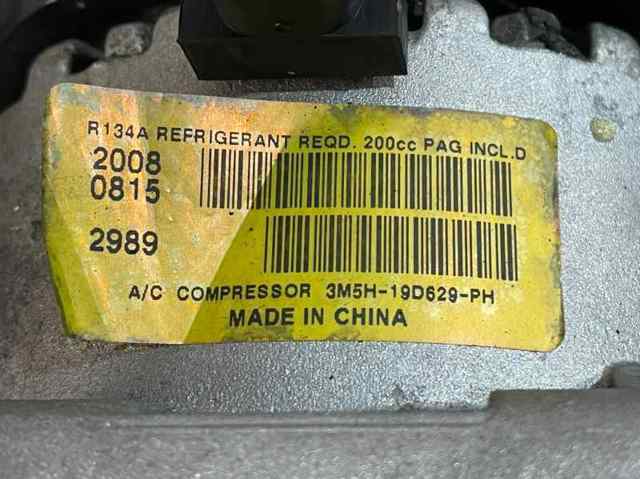 R134A REFRIGERANT REQD. 200cc PAG INCL.D
2008
0815
2989
A/C COMPRESSOR 3M5H-19D629-PH
MADE IN CHINA